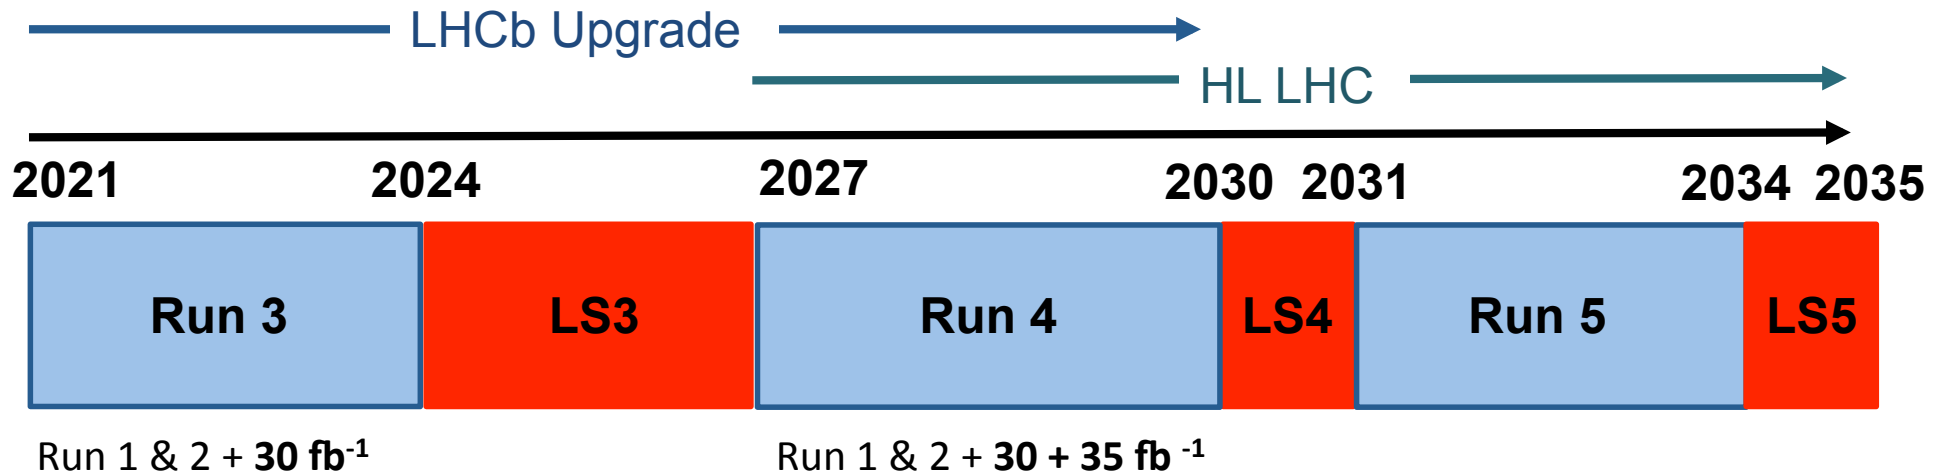 LHCb Upgrade
HL LHC
2021 2024 2027 2030 2031 2034 2035
Run 3 LS3 Run 4 LS4 Run 5 LS5
Run 1 & 2 + 30 fb⁻¹ Run 1 & 2 + 30 + 35 fb ⁻¹